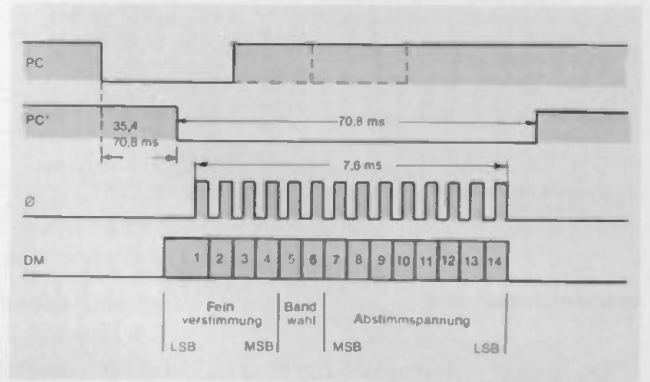 PC
PC*
35,4
70,8 ms
70.8 ms
7,6 ms
Ø
DM
1 2 3 4 5 6 7 8 9 10 11 12 13 14
Fein
verstimmung
Band
wahl
Abstimmspannung
LSB MSB MSB LSB